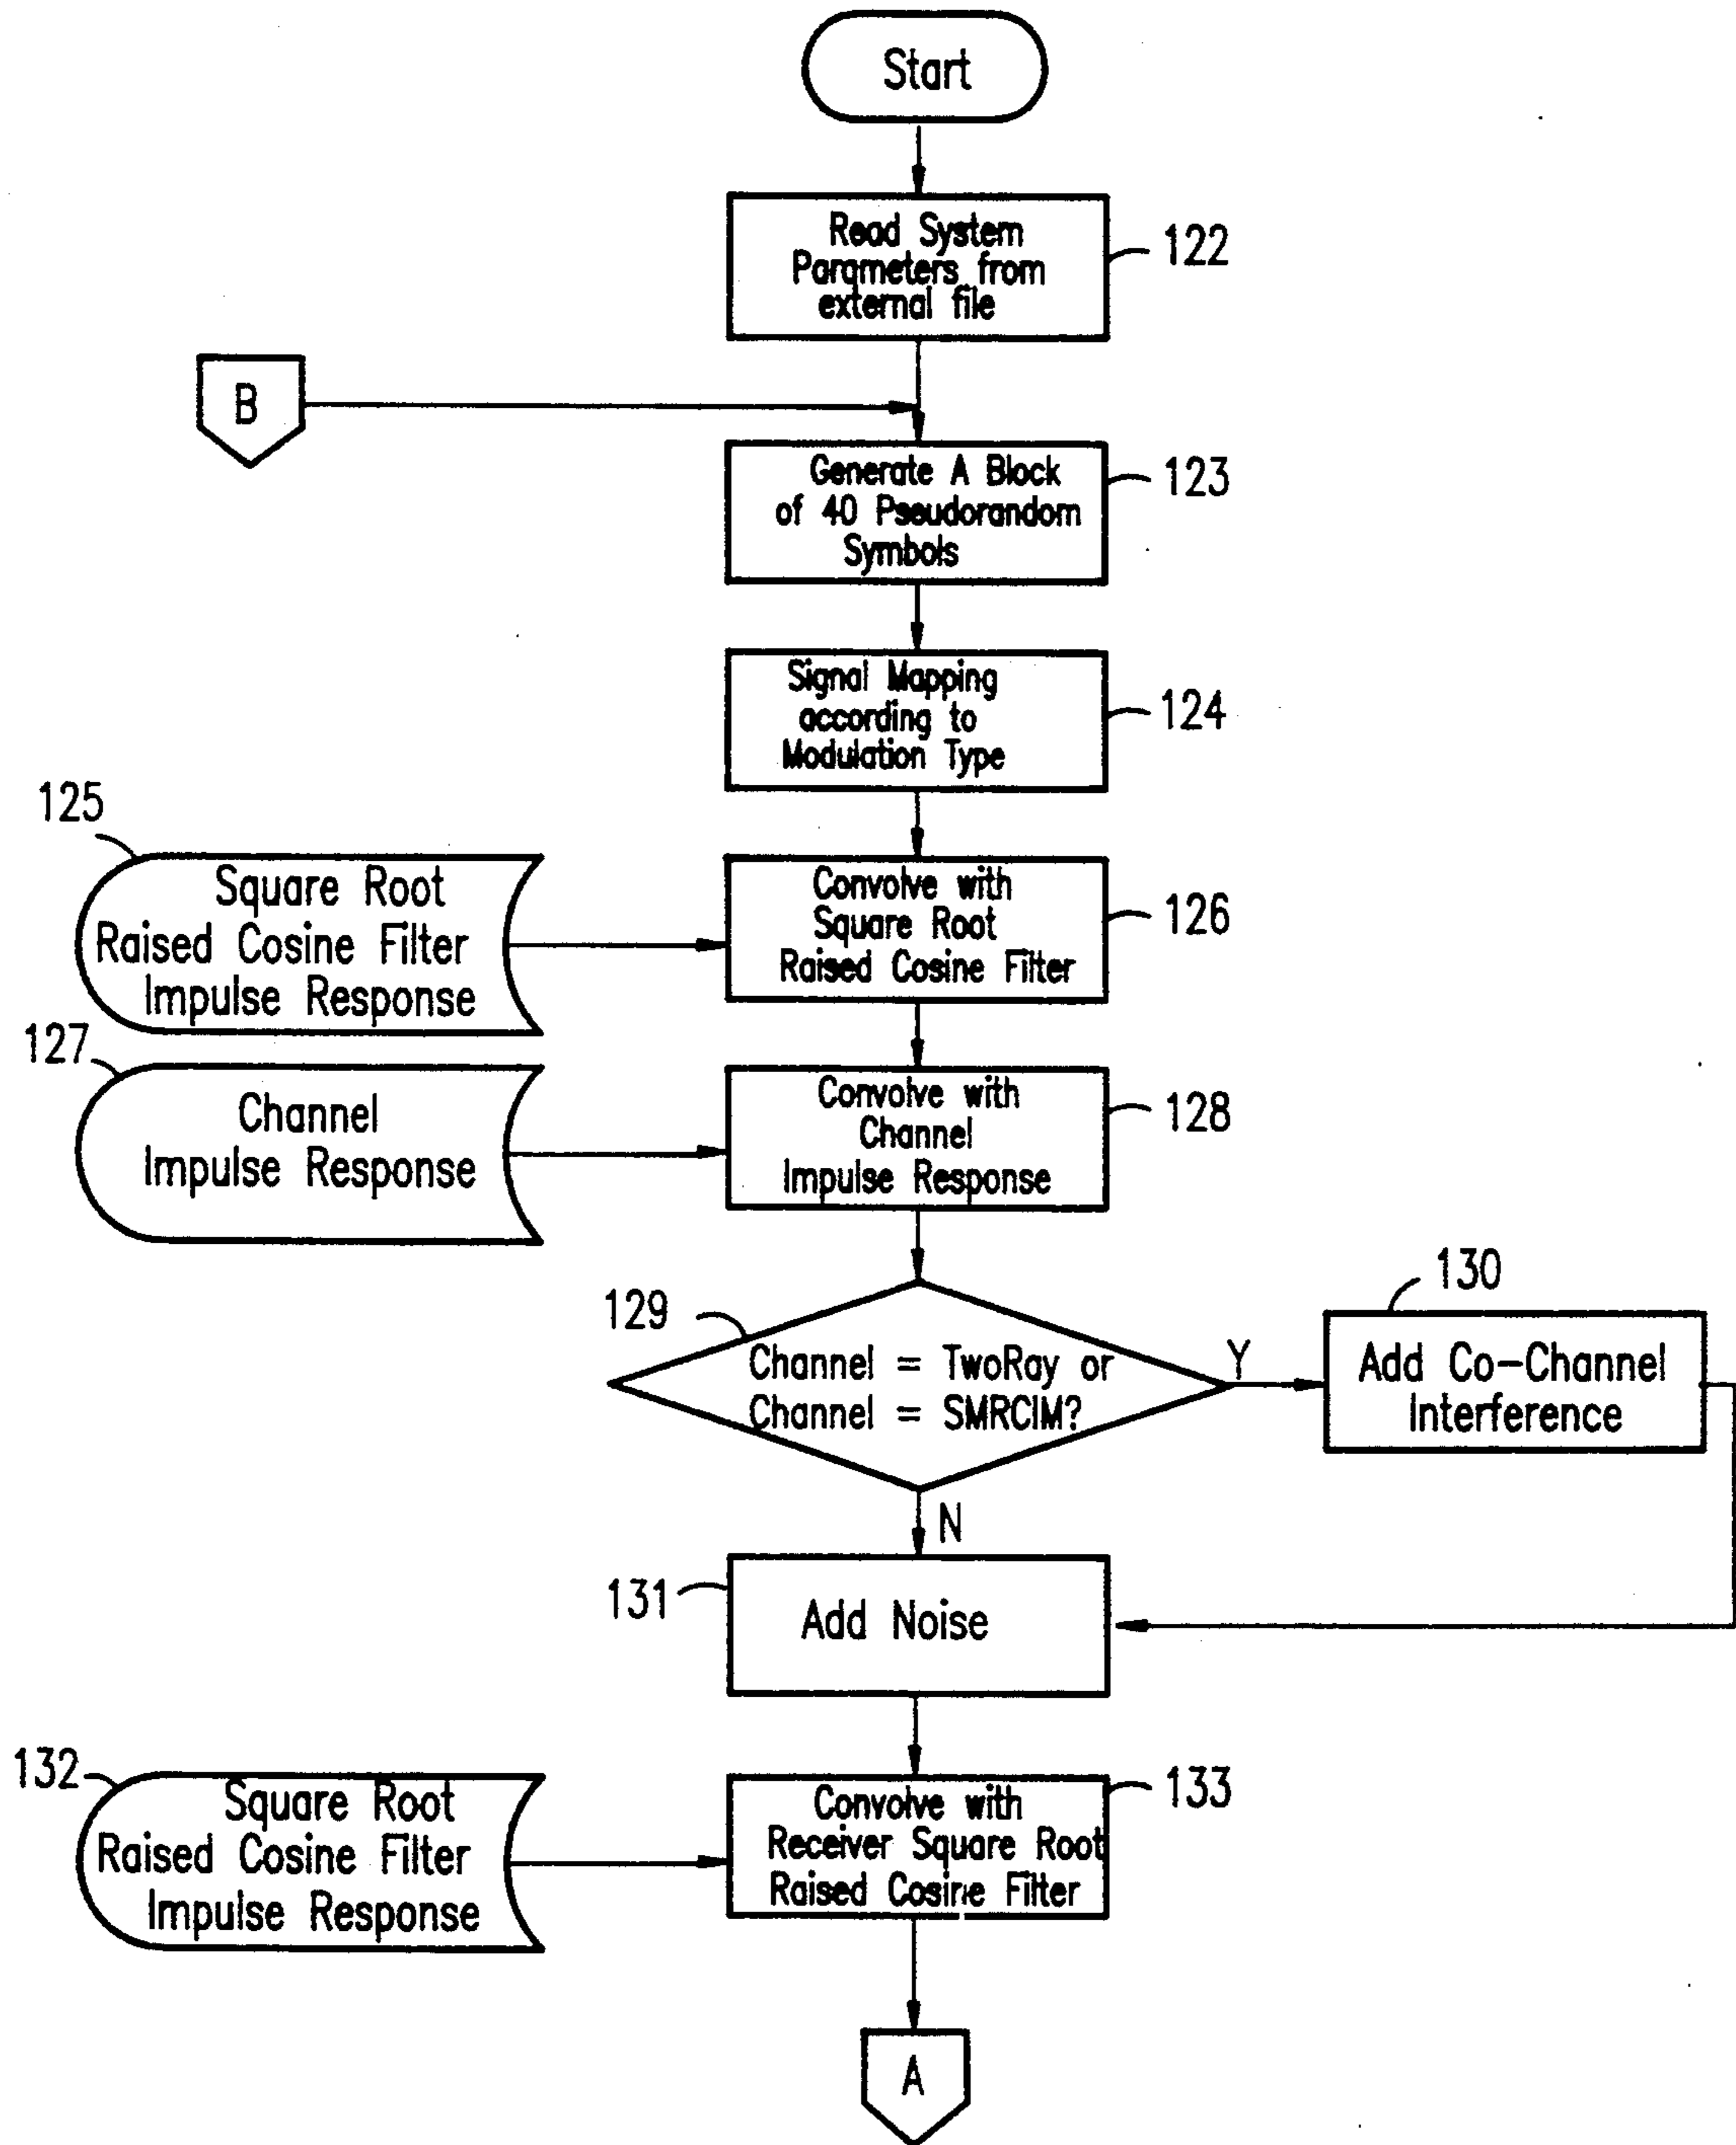 Start
Read System
Parameters from
external file
122
B
Generate A Block
of 40 Pseudorandom
Symbols
123
Signal Mapping
according to
Modulation Type
124
125
Square Root
Raised Cosine Filter
Impulse Response
Convolve with
Square Root
Raised Cosine Filter
126
127
Channel
Impulse Response
Convolve with
Channel
Impulse Response
128
129
Channel = TwoRay or
Channel = SMRCIM?
Y
N
130
Add Co-Channel
Interference
131
Add Noise
132
Square Root
Raised Cosine Filter
Impulse Response
Convolve with
Receiver Square Root
Raised Cosine Filter
133
A